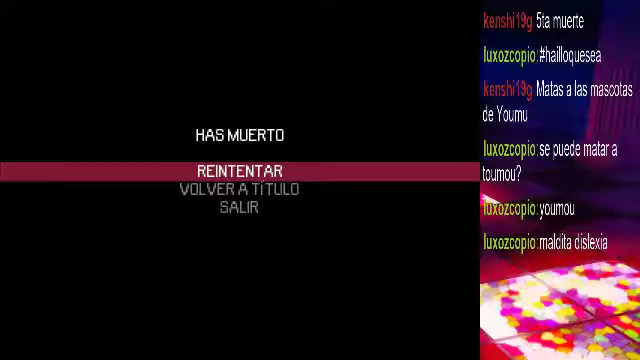 HAS MUERTO
REINTENTAR
VOLVER A TÍTULO
SALIR
kenshi19g 5ta muerte
luxozcopio:#hailloquesea
kenshi19g Matas a las mascotas
de Youmu
luxozcopio:se puede matar a
toumou?
luxozcopio:youmou
luxozcopio:maldita dislexia